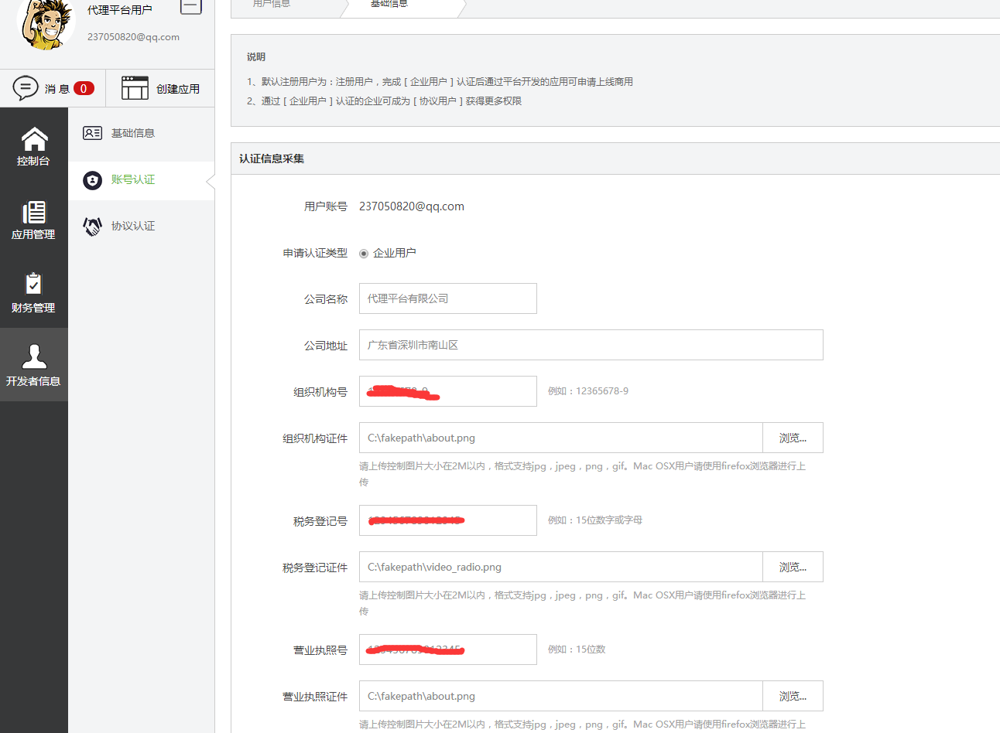 代理平台用户
237050820@qq.com
消 息 0
创建应用
控制台
应用管理
财务管理
开发者信息
基础信息
账号认证
协议认证
用户信息
基础信息
说明
1、默认注册用户为：注册用户，完成 [ 企业用户 ] 认证后通过平台开发的应用可申请上线商用
2、通过 [ 企业用户 ] 认证的企业可成为 [ 协议用户 ] 获得更多权限
认证信息采集
用户账号 237050820@qq.com
申请认证类型 企业用户
公司名称 代理平台有限公司
公司地址 广东省深圳市南山区
组织机构号 例如：12365678-9
组织机构证件 C:\fakepath\about.png 浏览...
请上传控制图片大小在2M以内，格式支持jpg，jpeg，png，gif。Mac OSX用户请使用firefox浏览器进行上
传
税务登记号 例如：15位数字或字母
税务登记证件 C:\fakepath\video_radio.png 浏览...
请上传控制图片大小在2M以内，格式支持jpg，jpeg，png，gif。Mac OSX用户请使用firefox浏览器进行上
传
营业执照号 例如：15位数
营业执照证件 C:\fakepath\about.png 浏览...
请上传控制图片大小在2M以内，格式支持jpg，jpeg，png，gif。Mac OSX用户请使用firefox浏览器进行上